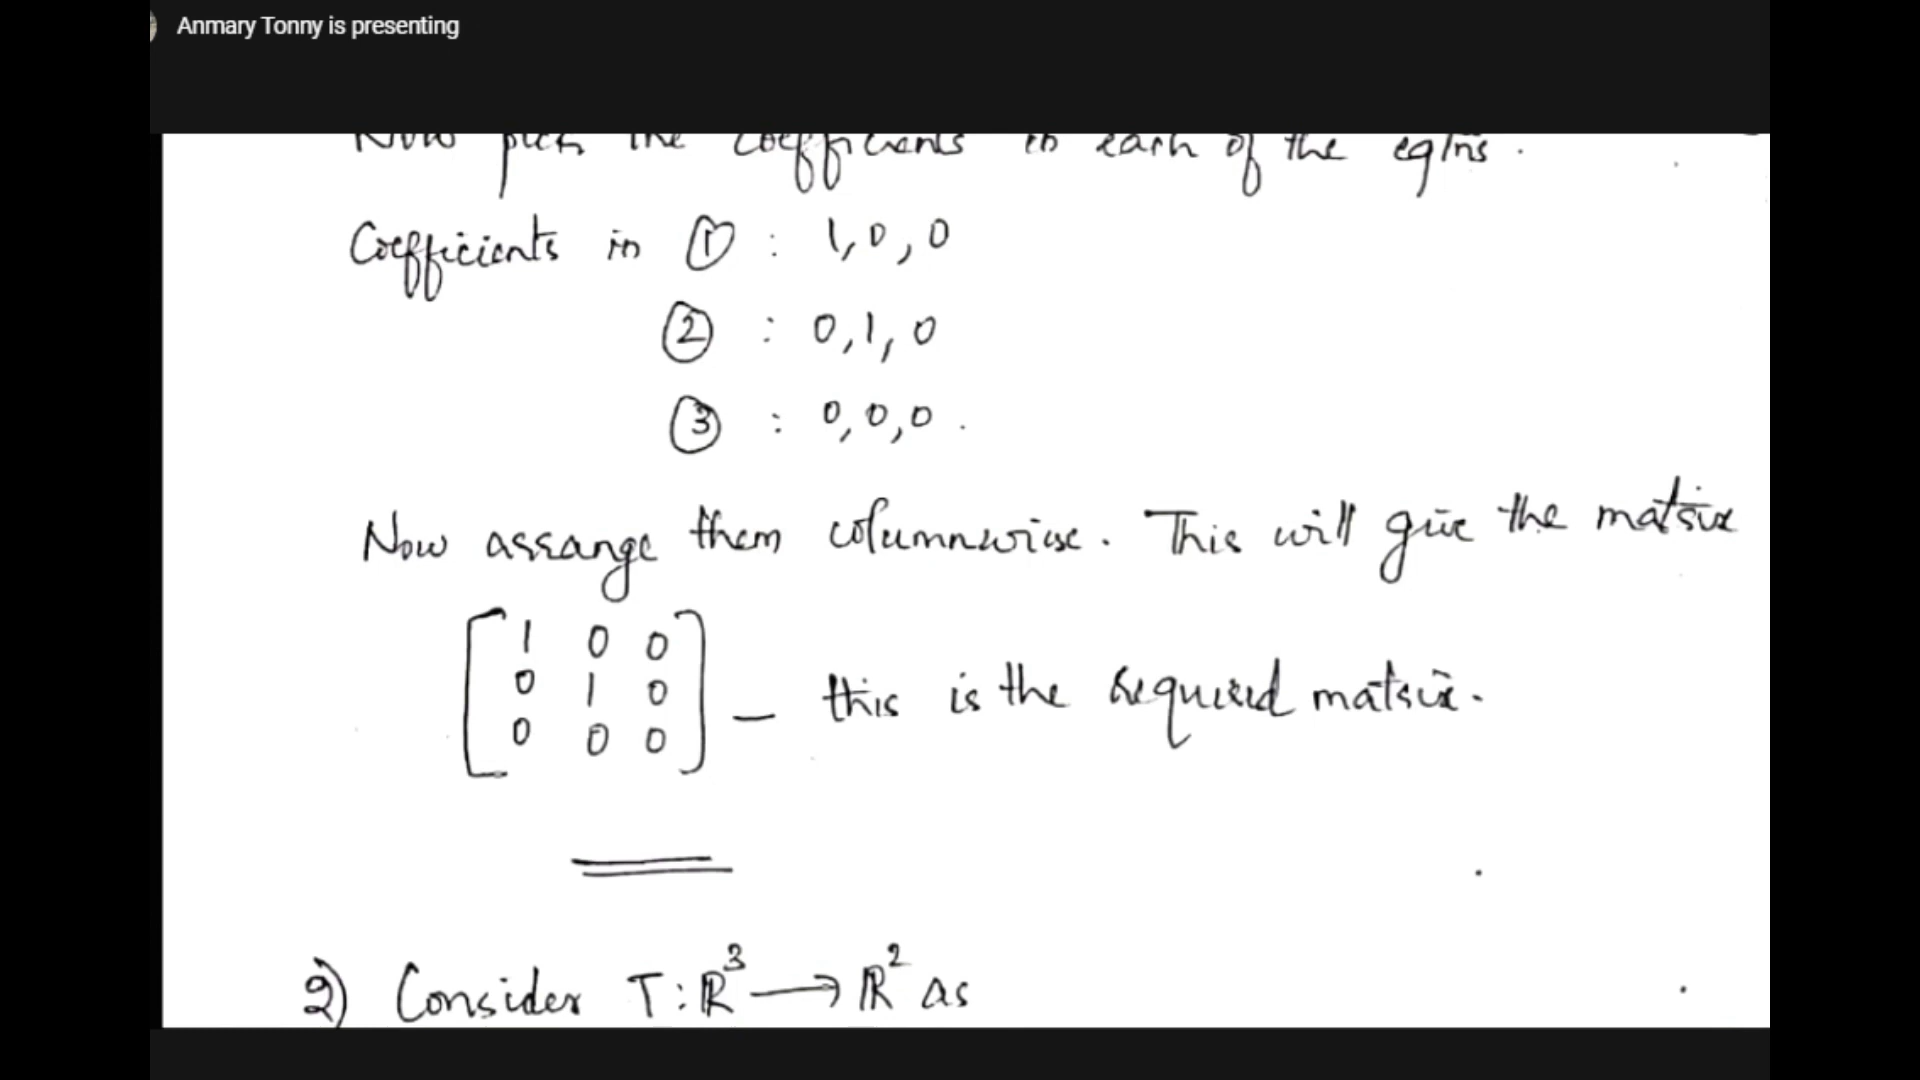 Anmary Tonny is presenting
Now pick the coefficients in each of the eqtns.
Coefficients in ① : 1, 0, 0
② : 0, 1, 0
③ : 0, 0, 0.
Now arrange them columnwise. This will give the matrix
1 0 0
0 1 0 — this is the required matrix.
0 0 0
2) Consider T : ℝ³ ⟶ ℝ² as